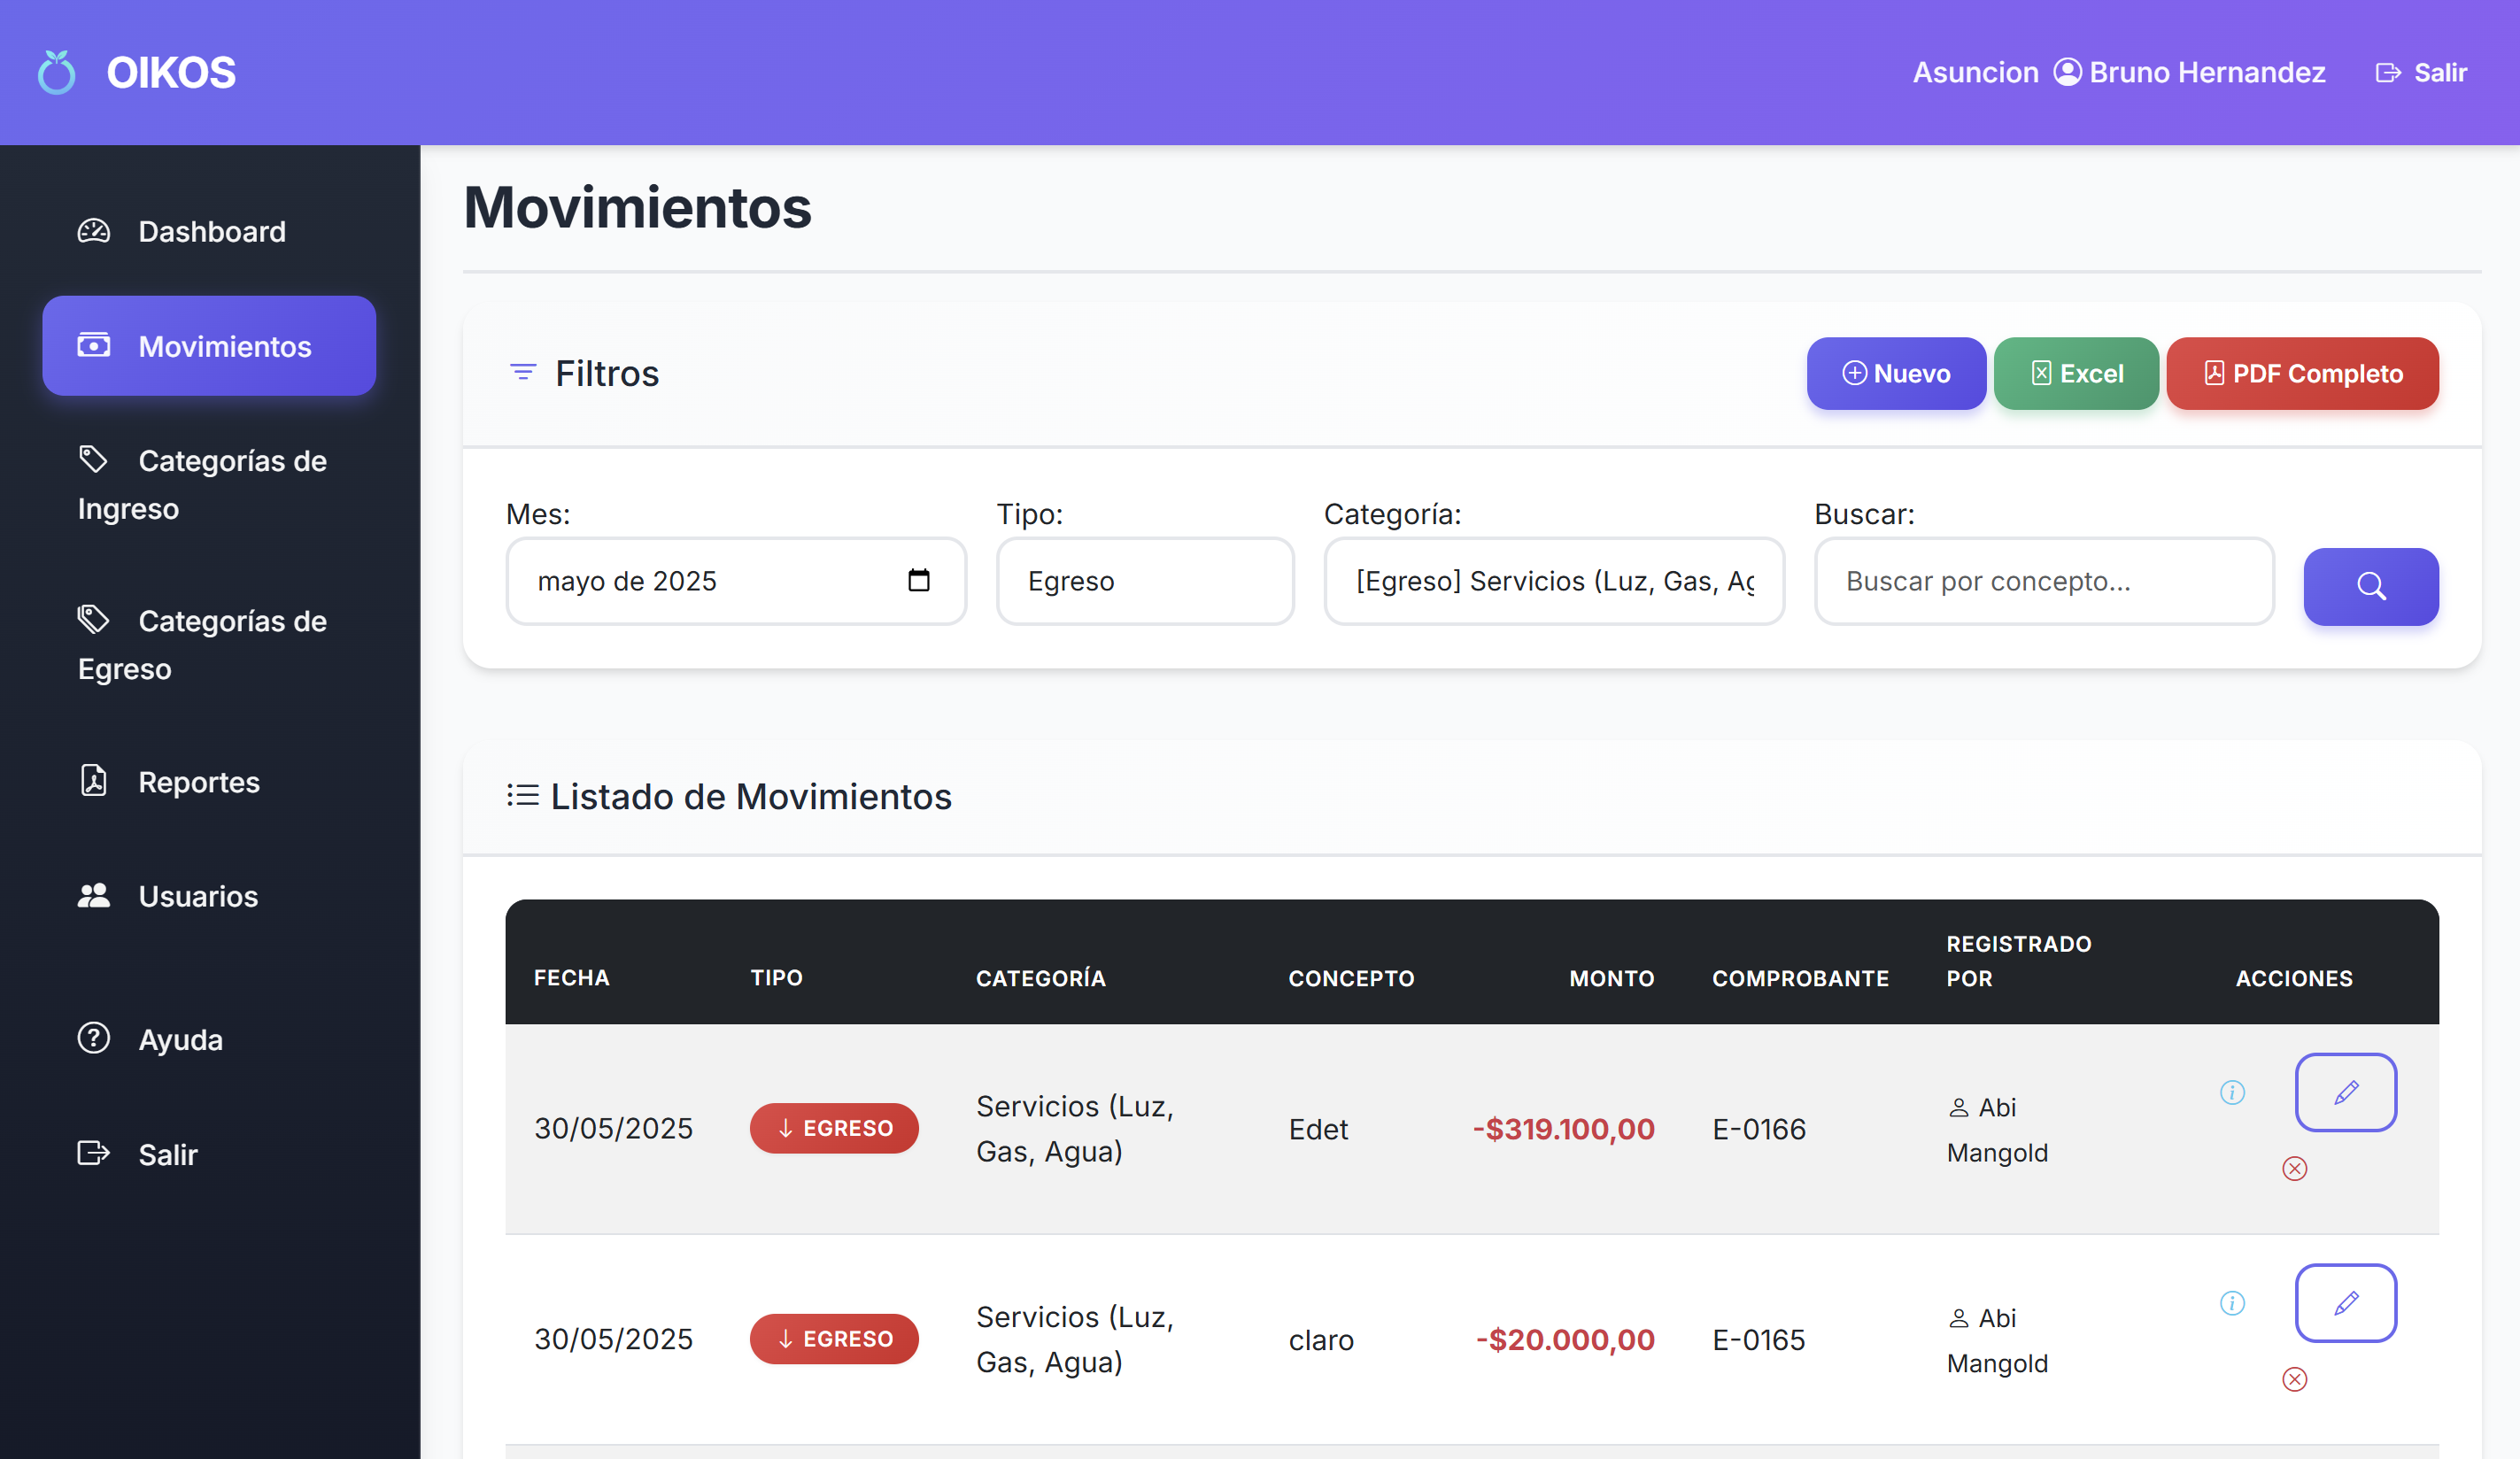 OIKOS
Asuncion Bruno Hernandez Salir
Dashboard
Movimientos
Categorías de
Ingreso
Categorías de
Egreso
Reportes
Usuarios
Ayuda
Salir
Movimientos
Filtros
Nuevo Excel PDF Completo
Mes: Tipo: Categoría: Buscar:
mayo de 2025 Egreso [Egreso] Servicios (Luz, Gas, Ag Buscar por concepto...
Listado de Movimientos
FECHA TIPO CATEGORÍA CONCEPTO MONTO COMPROBANTE REGISTRADO POR ACCIONES
30/05/2025 EGRESO Servicios (Luz, Gas, Agua) Edet -$319.100,00 E-0166 Abi Mangold
30/05/2025 EGRESO Servicios (Luz, Gas, Agua) claro -$20.000,00 E-0165 Abi Mangold